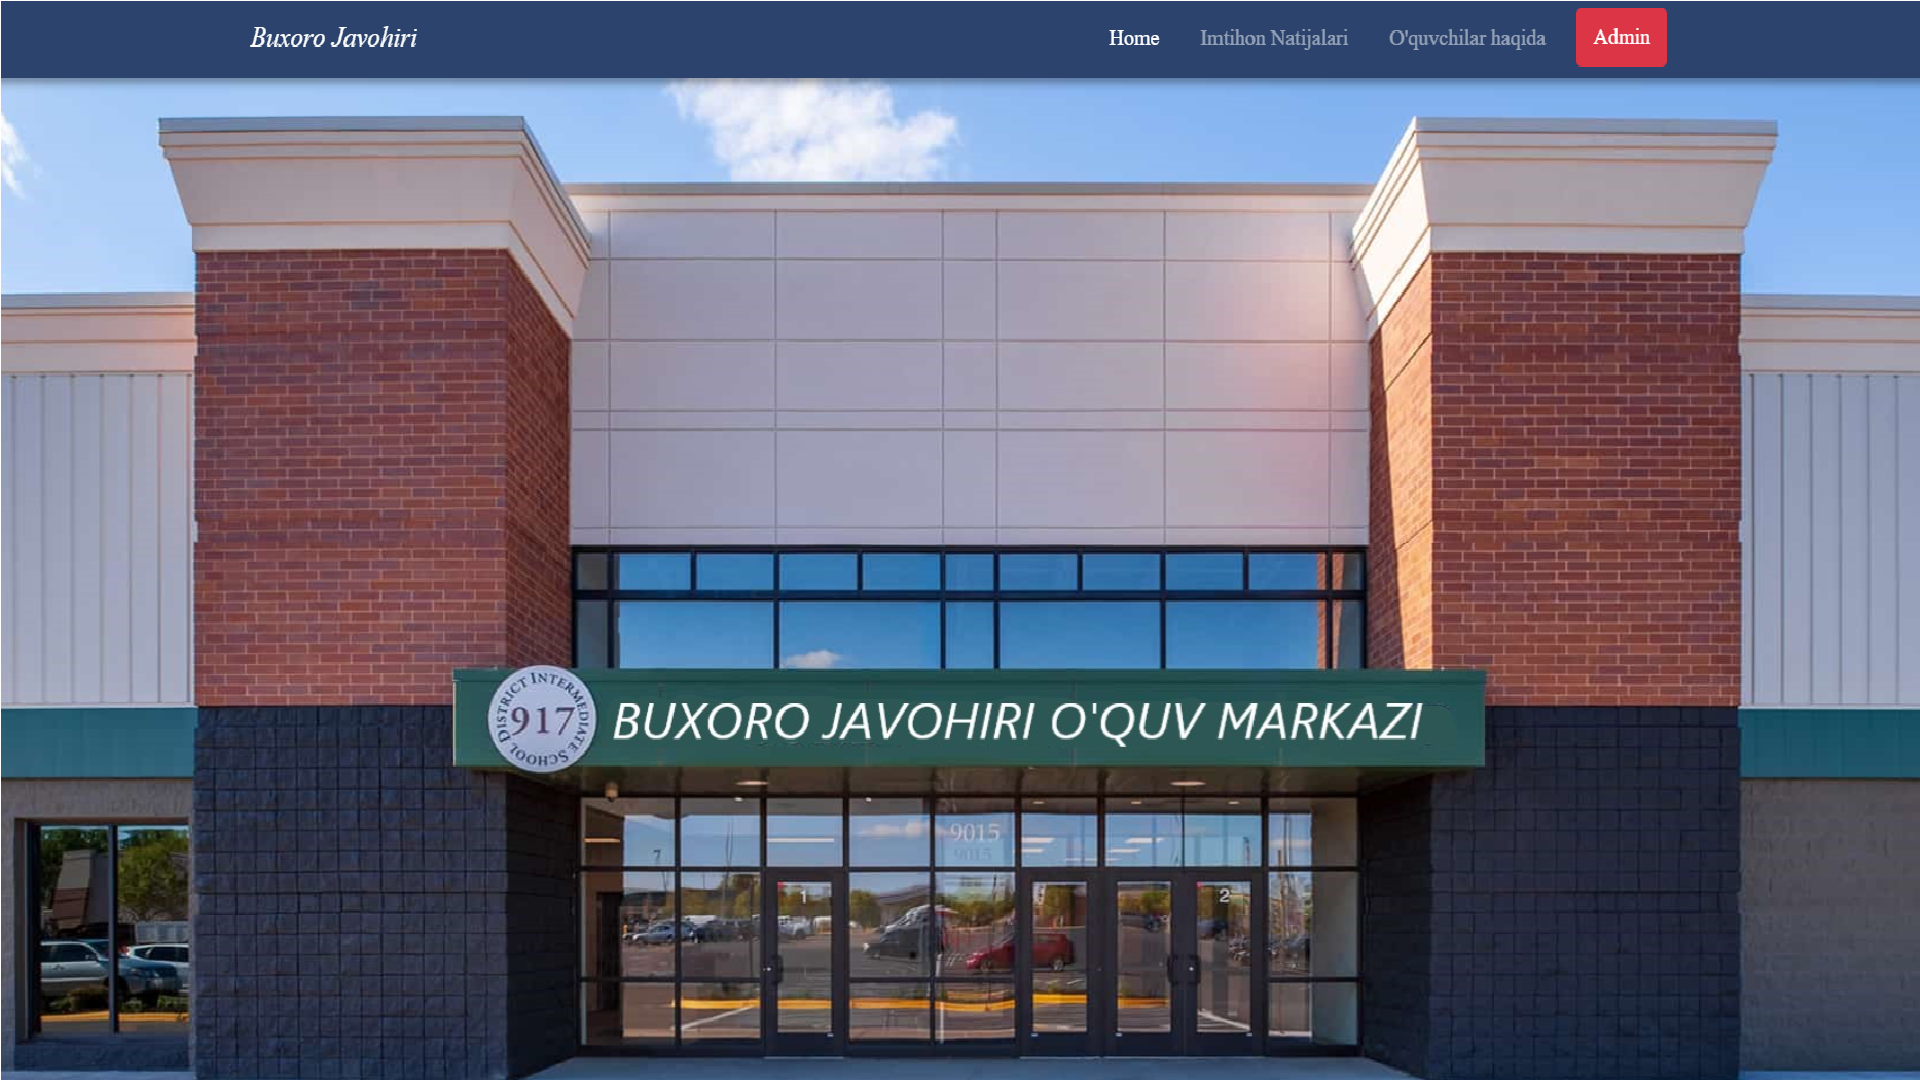 Buxoro Javohiri
Home
Imtihon Natijalari
O'quvchilar haqida
Admin
DISTRICT INTERMEDIATE SCHOOL
917
BUXORO JAVOHIRI O'QUV MARKAZI
9015
9015
1
2